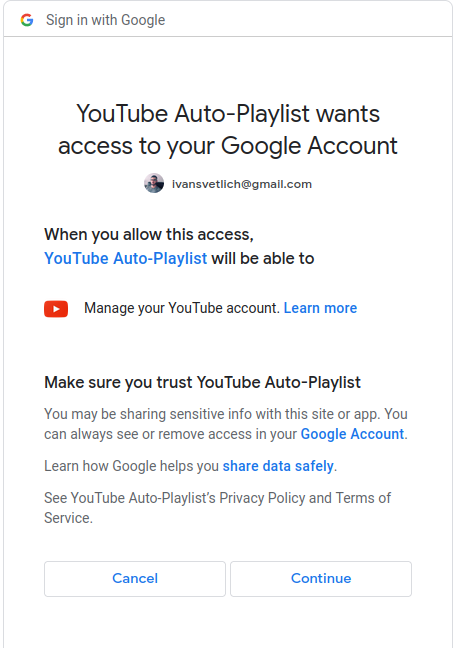 Sign in with Google
YouTube Auto-Playlist wants
access to your Google Account
ivansvetlich@gmail.com
When you allow this access,
YouTube Auto-Playlist will be able to
Manage your YouTube account. Learn more
Make sure you trust YouTube Auto-Playlist
You may be sharing sensitive info with this site or app. You
can always see or remove access in your Google Account.
Learn how Google helps you share data safely.
See YouTube Auto-Playlist’s Privacy Policy and Terms of
Service.
Cancel
Continue